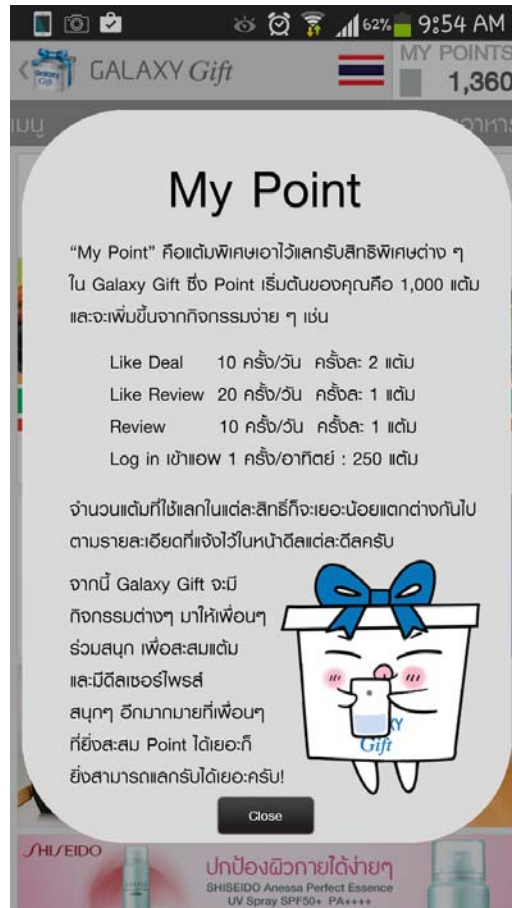 62% 9:54 AM
GALAXY Gift
MY POINTS
1,360
My Point
“My Point” คือแต้มพิเศษเอาไว้แลกรับสิทธิพิเศษต่าง ๆ
ใน Galaxy Gift ซึ่ง Point เริ่มต้นของคุณคือ 1,000 แต้ม
และจะเพิ่มขึ้นจากกิจกรรมง่าย ๆ เช่น
Like Deal 10 ครั้ง/วัน ครั้งละ 2 แต้ม
Like Review 20 ครั้ง/วัน ครั้งละ 1 แต้ม
Review 10 ครั้ง/วัน ครั้งละ 1 แต้ม
Log in เข้าแอพ 1 ครั้ง/อาทิตย์ : 250 แต้ม
จำนวนแต้มที่ใช้แลกในแต่ละสิทธิ์ก็จะเยอะน้อยแตกต่างกันไป
ตามรายละเอียดที่แจ้งไว้ในหน้าดีลแต่ละดีลครับ
จากนี้ Galaxy Gift จะมี
กิจกรรมต่างๆ มาให้เพื่อนๆ
ร่วมสนุก เพื่อสะสมแต้ม
และมีดีลเซอร์ไพรส์
สนุกๆ อีกมากมายที่เพื่อนๆ
ที่ยิ่งสะสม Point ได้เยอะก็
ยิ่งสามารถแลกรับได้เยอะครับ!
Gift
Close
SHISEIDO
ปกป้องผิวกายได้ง่ายๆ
SHISEIDO Anessa Perfect Essence
UV Spray SPF50+ PA++++